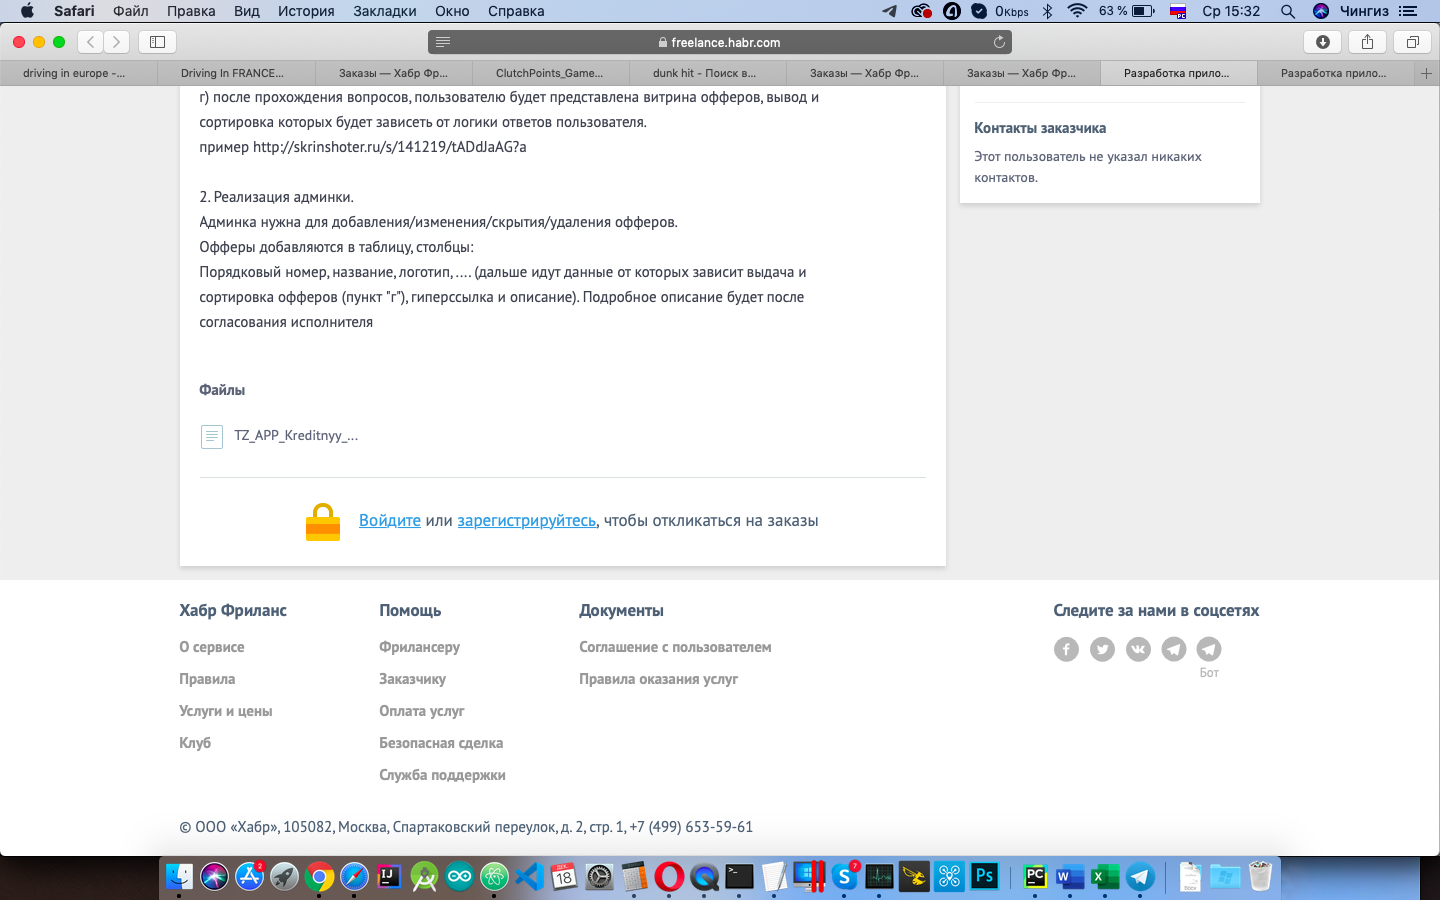 Safari Файл Правка Вид История Закладки Окно Справка
0Kbps 63 % РС Ср 15:32 Чингиз
freelance.habr.com
driving in europe -...
Driving In FRANCE...
Заказы — Хабр Фр...
ClutchPoints_Game...
dunk hit - Поиск в...
Заказы — Хабр Фр...
Заказы — Хабр Фр...
Разработка прило...
Разработка прило...
г) после прохождения вопросов, пользователю будет представлена витрина офферов, вывод и
сортировка которых будет зависеть от логики ответов пользователя.
пример http://skrinshoter.ru/s/141219/tADdJaAG?a
2. Реализация админки.
Админка нужна для добавления/изменения/скрытия/удаления офферов.
Офферы добавляются в таблицу, столбцы:
Порядковый номер, название, логотип, .... (дальше идут данные от которых зависит выдача и
сортировка офферов (пункт "г"), гиперссылка и описание). Подробное описание будет после
согласования исполнителя
Файлы
TZ_APP_Kreditnyy_...
Войдите или зарегистрируйтесь, чтобы откликаться на заказы
Контакты заказчика
Этот пользователь не указал никаких
контактов.
Хабр Фриланс
О сервисе
Правила
Услуги и цены
Клуб
Помощь
Фрилансеру
Заказчику
Оплата услуг
Безопасная сделка
Служба поддержки
Документы
Соглашение с пользователем
Правила оказания услуг
Следите за нами в соцсетях
Бот
© ООО «Хабр», 105082, Москва, Спартаковский переулок, д. 2, стр. 1, +7 (499) 653-59-61
2
IJ
18
S
7
Ps
PC
W
X